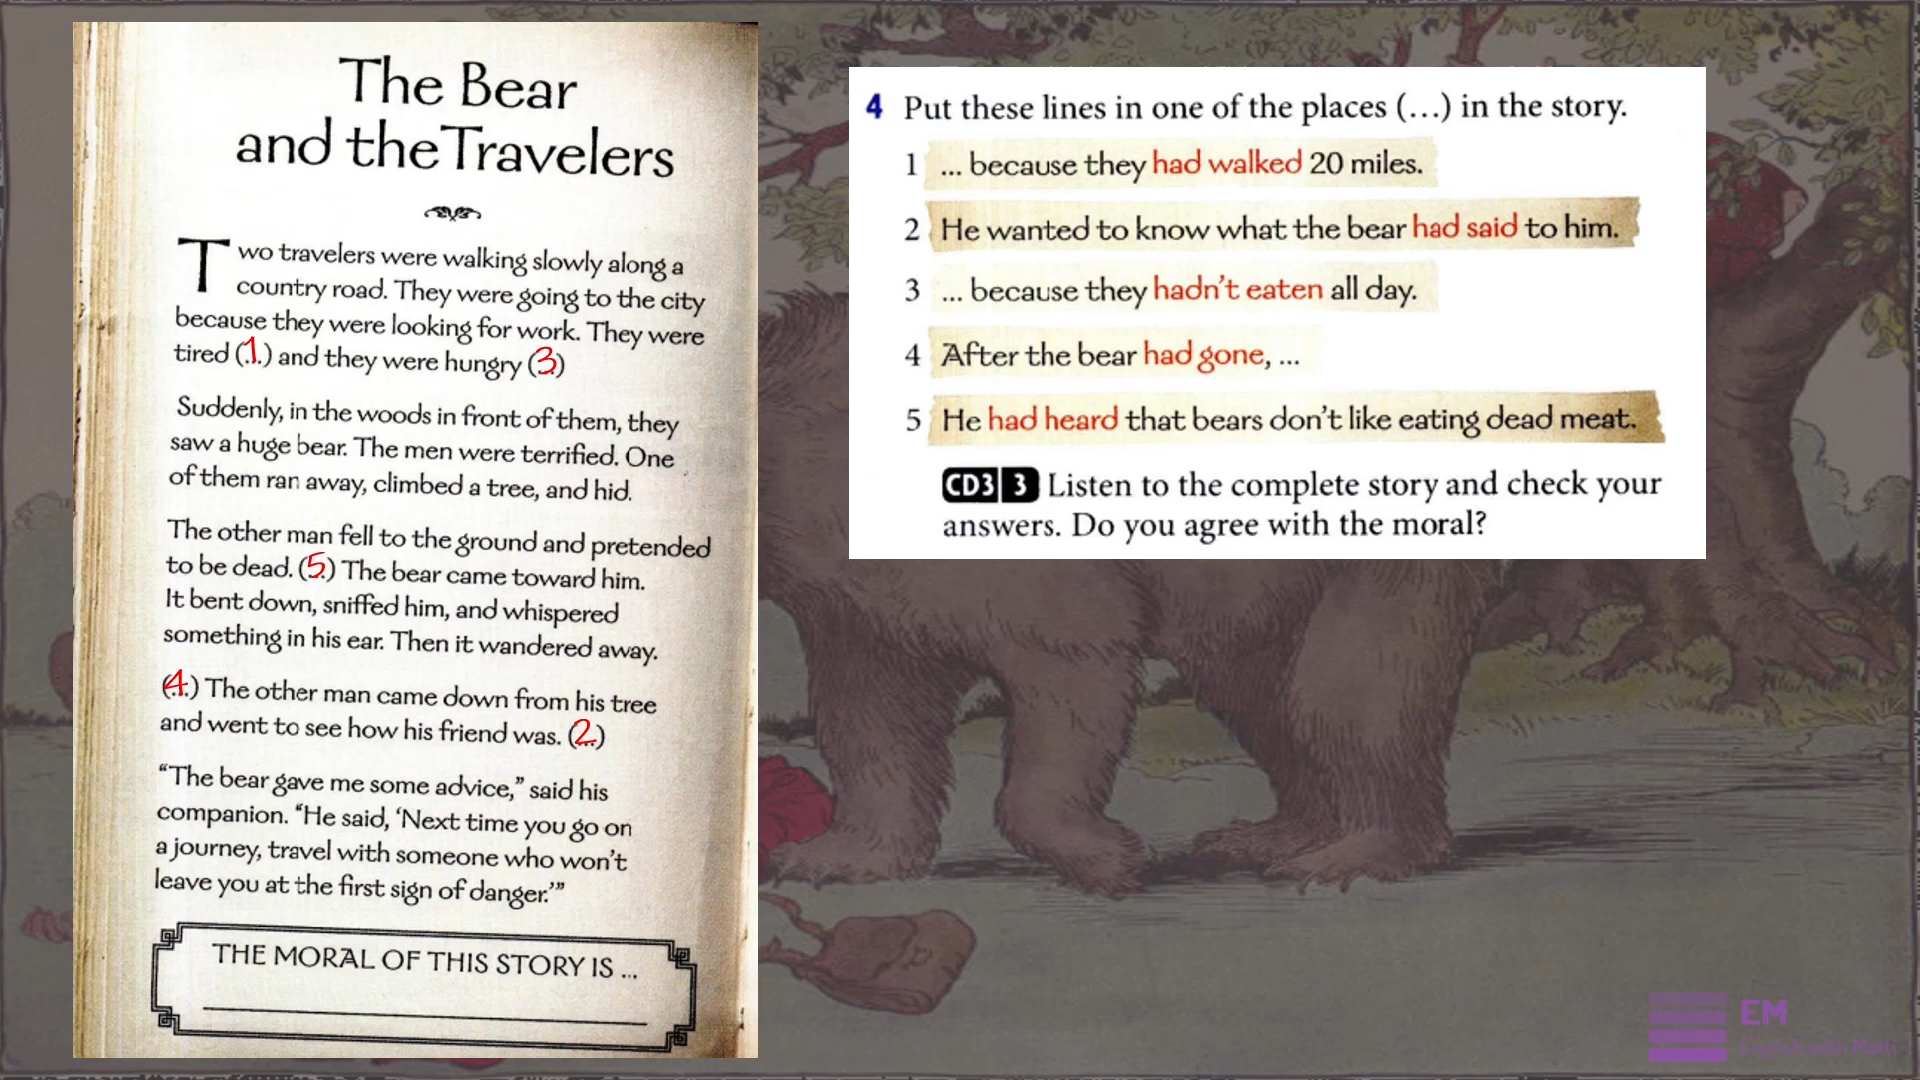 The Bear
and the Travelers
Two travelers were walking slowly along a
country road. They were going to the city
because they were looking for work. They were
tired (1) and they were hungry (3)
Suddenly, in the woods in front of them, they
saw a huge bear. The men were terrified. One
of them ran away, climbed a tree, and hid.
The other man fell to the ground and pretended
to be dead. (5) The bear came toward him.
It bent down, sniffed him, and whispered
something in his ear. Then it wandered away.
(4) The other man came down from his tree
and went to see how his friend was. (2)
“The bear gave me some advice,” said his
companion. “He said, ‘Next time you go on
a journey, travel with someone who won’t
leave you at the first sign of danger.’”
THE MORAL OF THIS STORY IS ...
4 Put these lines in one of the places (…) in the story.
1 ... because they had walked 20 miles.
2 He wanted to know what the bear had said to him.
3 ... because they hadn’t eaten all day.
4 After the bear had gone, ...
5 He had heard that bears don’t like eating dead meat.
CD3 3 Listen to the complete story and check your
answers. Do you agree with the moral?
EM
English with Marti